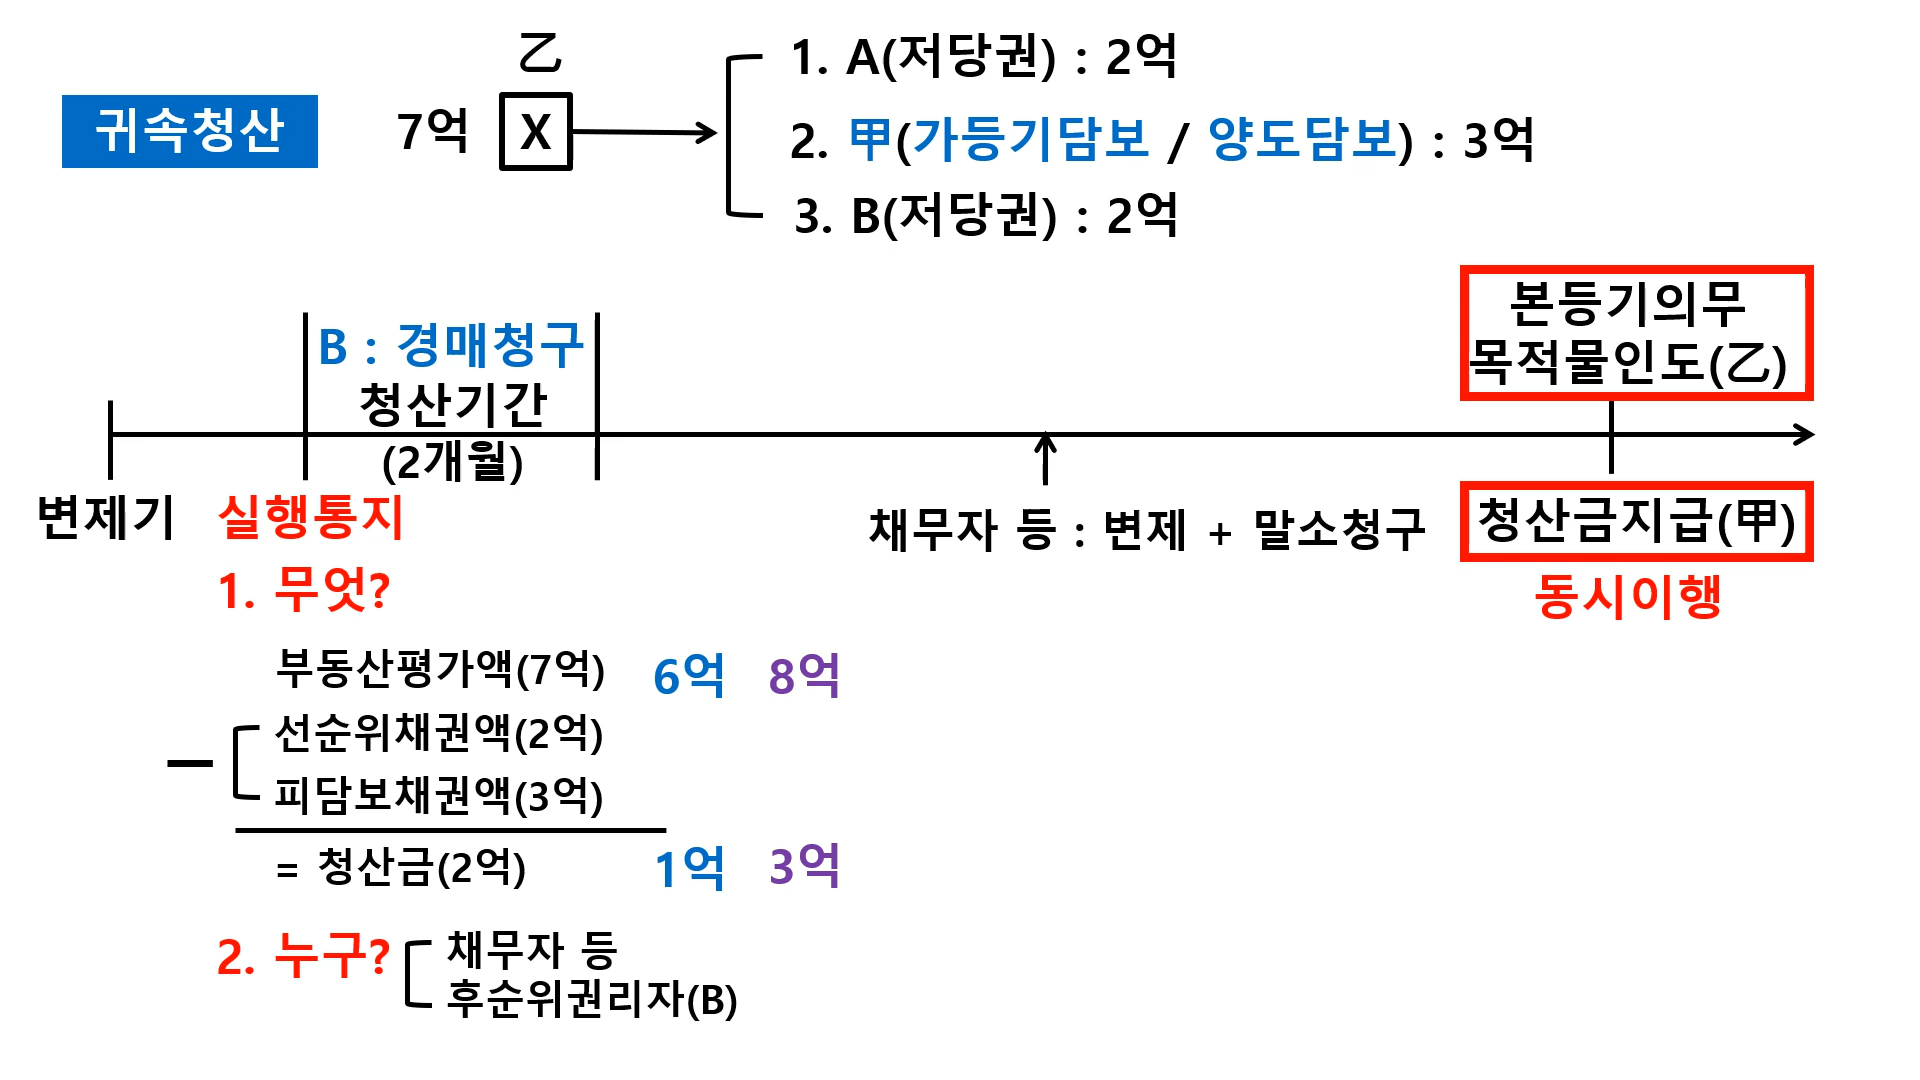 귀속청산
乙
7억 X
1. A(저당권) : 2억
2. 甲(가등기담보 / 양도담보) : 3억
3. B(저당권) : 2억
B : 경매청구
청산기간
(2개월)
본등기의무
목적물인도(乙)
변제기
실행통지
채무자 등 : 변제 + 말소청구
청산금지급(甲)
동시이행
1. 무엇?
부동산평가액(7억) 6억 8억
선순위채권액(2억)
피담보채권액(3억)
= 청산금(2억) 1억 3억
2. 누구?
채무자 등
후순위권리자(B)